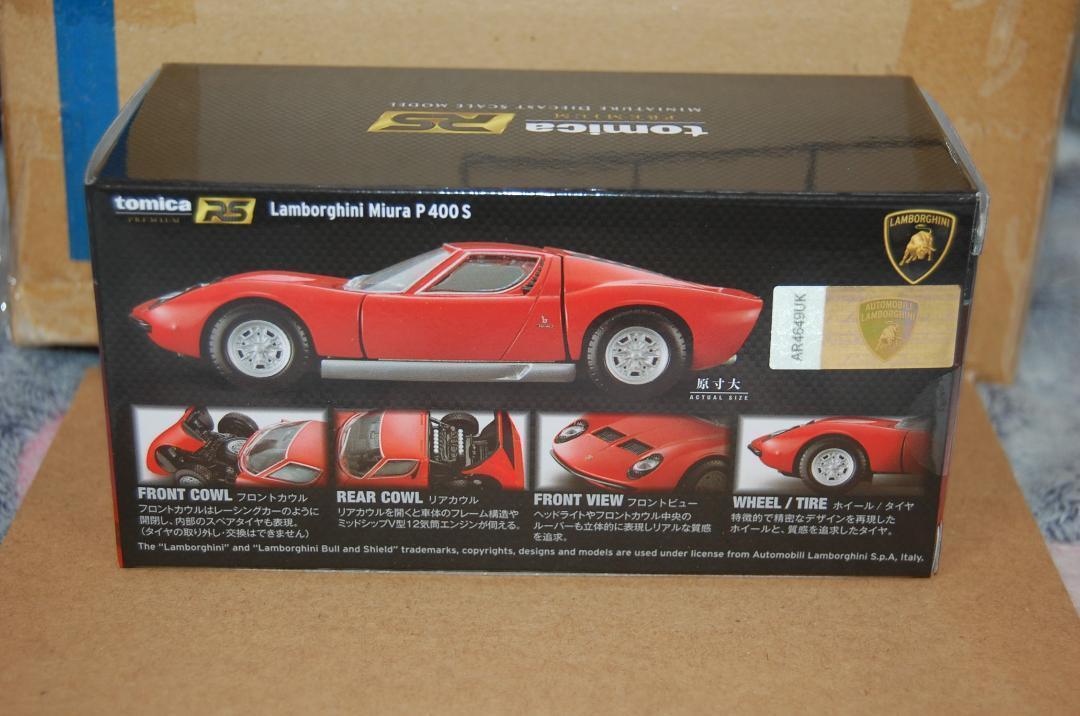 tomica RS
PREMIUM
MINIATURE DIECAST SCALE MODEL
tomica RS
PREMIUM
Lamborghini Miura P 400 S
LAMBORGHINI
AR4649UK
AUTOMOBILI
LAMBORGHINI
原寸大
ACTUAL SIZE
FRONT COWL フロントカウル
フロントカウルはレーシングカーのように
開閉し、内部のスペアタイヤも表現。
(タイヤの取り外し・交換はできません)
REAR COWL リアカウル
リアカウルを開くと車体のフレーム構造や
ミッドシップV型12気筒エンジンが伺える。
FRONT VIEW フロントビュー
ヘッドライトやフロントカウル中央の
ルーバーも立体的に表現しリアルな質感
を追求。
WHEEL / TIRE ホイール / タイヤ
特徴的で精密なデザインを再現した
ホイールと、質感を追求したタイヤ。
The "Lamborghini" and "Lamborghini Bull and Shield" trademarks, copyrights, designs and models are used under license from Automobili Lamborghini S.p.A, Italy.